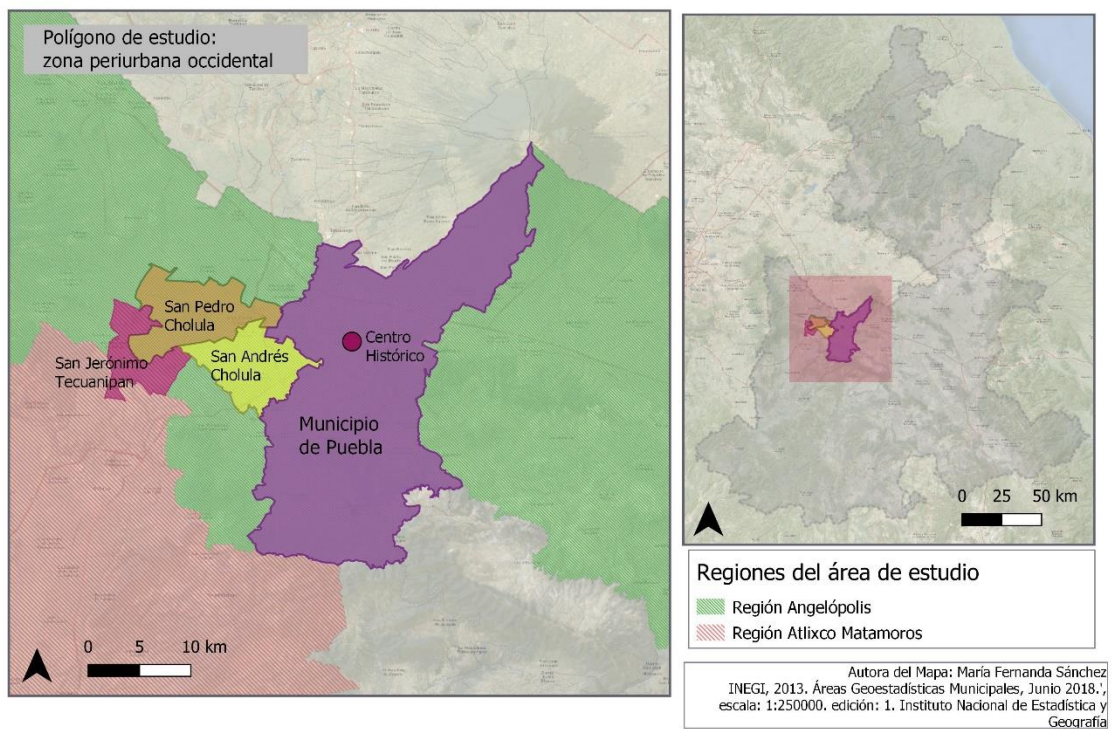 Polígono de estudio:
zona periurbana occidental
San Pedro
Cholula
San Jerónimo
Tecuanipan
San Andrés
Cholula
Centro
Histórico
Municipio
de Puebla
0 5 10 km
0 25 50 km
Regiones del área de estudio
Región Angelópolis
Región Atlixco Matamoros
Autora del Mapa: María Fernanda Sánchez
INEGI, 2013. Áreas Geoestadísticas Municipales, Junio 2018.',
escala: 1:250000. edición: 1. Instituto Nacional de Estadística y
Geografía